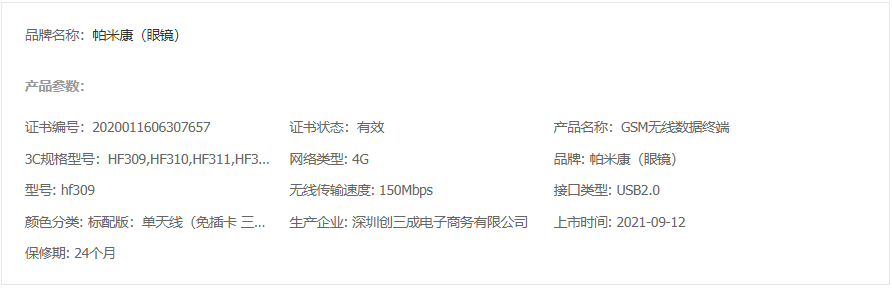 品牌名称：帕米康（眼镜）
产品参数：
证书编号：2020011606307657 证书状态：有效 产品名称：GSM无线数据终端
3C规格型号：HF309,HF310,HF311,HF3... 网络类型: 4G 品牌: 帕米康（眼镜）
型号: hf309 无线传输速度: 150Mbps 接口类型: USB2.0
颜色分类: 标配版：单天线（免插卡 三... 生产企业: 深圳创三成电子商务有限公司 上市时间: 2021-09-12
保修期: 24个月